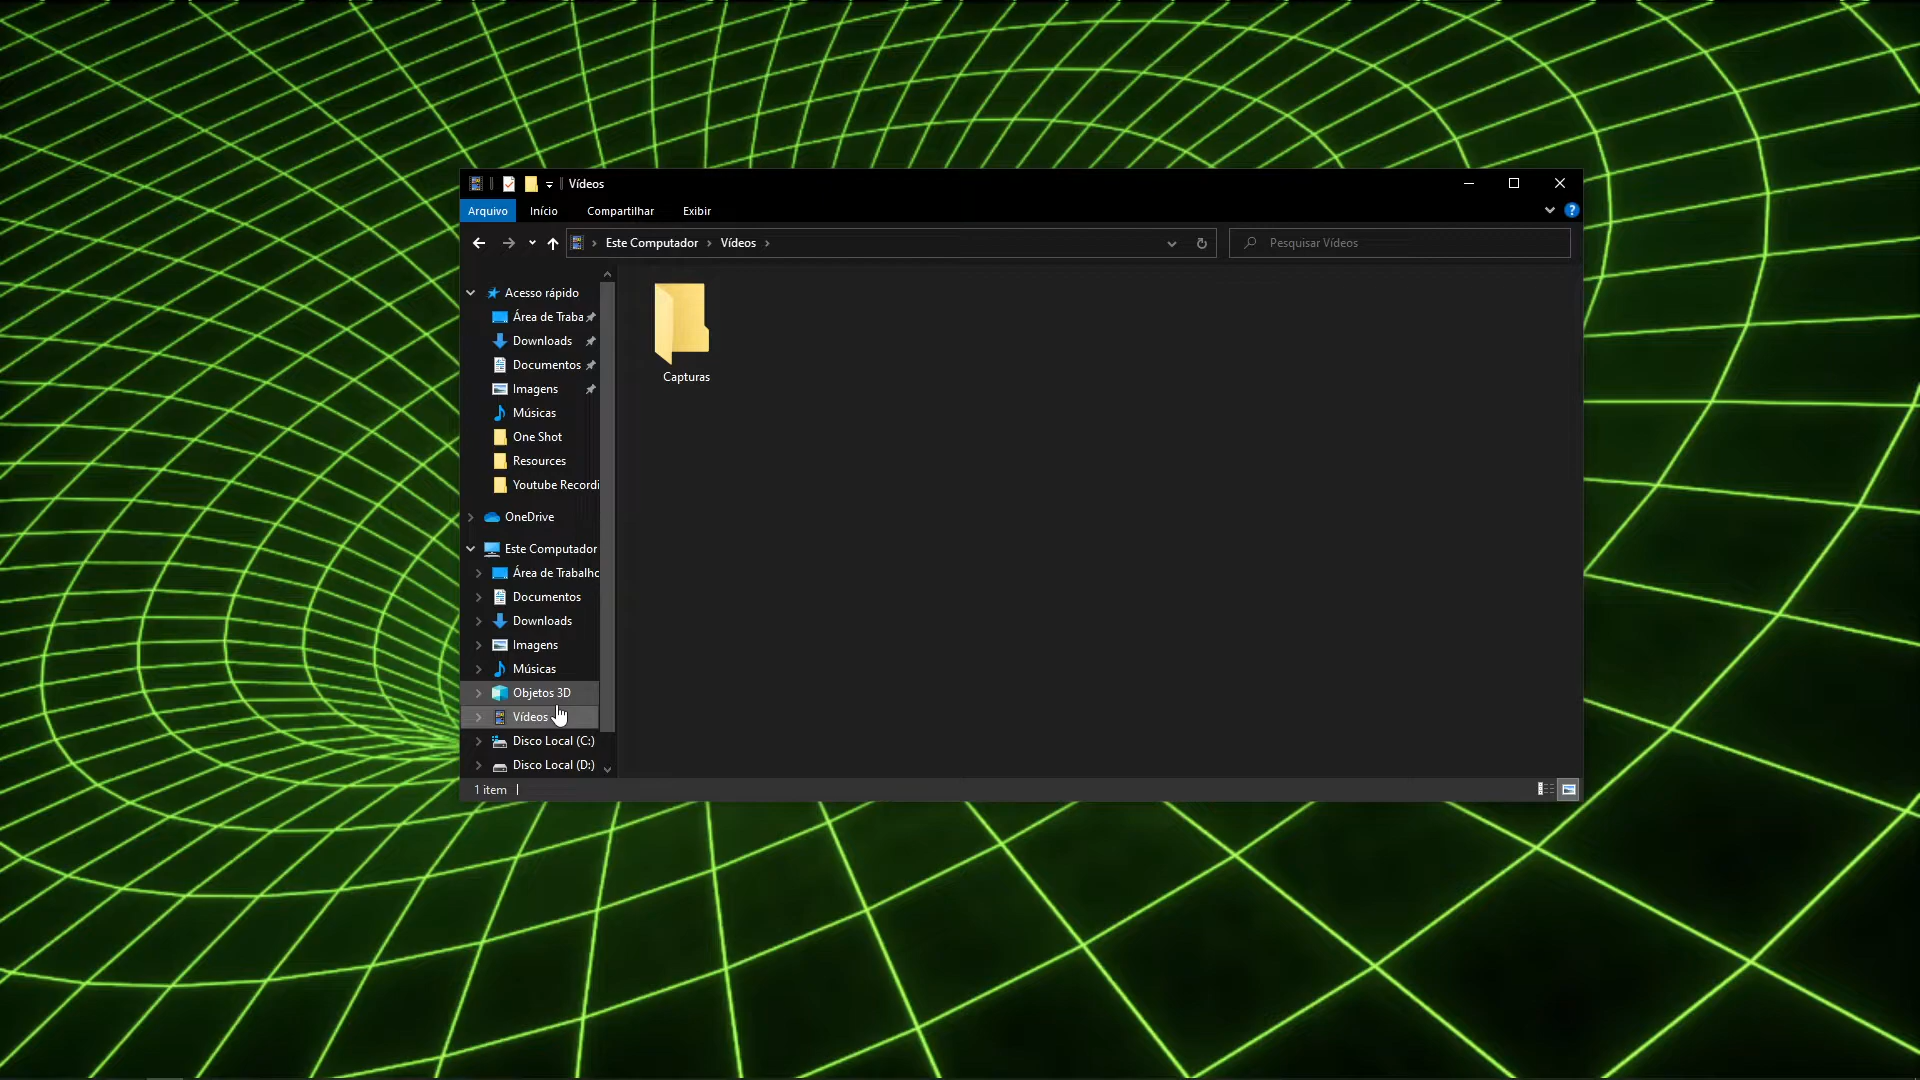 Vídeos
Arquivo Início Compartilhar Exibir
Este Computador Vídeos
Pesquisar Vídeos
Acesso rápido
Área de Traba
Downloads
Documentos
Imagens
Músicas
One Shot
Resources
Youtube Recordi
OneDrive
Este Computador
Área de Trabalho
Documentos
Downloads
Imagens
Músicas
Objetos 3D
Vídeos
Disco Local (C:)
Disco Local (D:)
Capturas
1 item